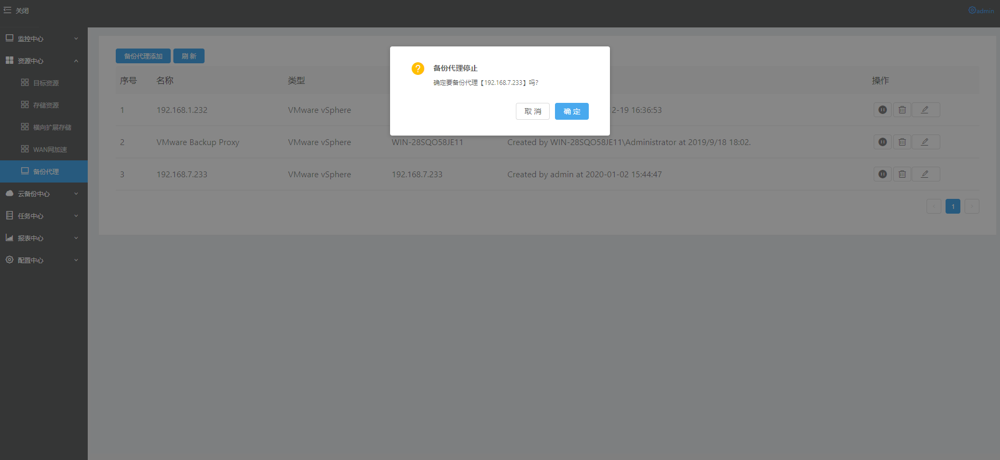 关闭
admin
监控中心
资源中心
目标资源
存储资源
横向扩展存储
WAN网加速
备份代理
云备份中心
任务中心
报表中心
配置中心
备份代理添加 刷 新
序号 名称 类型 操作
1 192.168.1.232 VMware vSphere 2-19 16:36:53
2 VMware Backup Proxy VMware vSphere WIN-28SQO58JE11 Created by WIN-28SQO58JE11\Administrator at 2019/9/18 18:02.
3 192.168.7.233 VMware vSphere 192.168.7.233 Created by admin at 2020-01-02 15:44:47
1
备份代理停止
确定要备份代理【192.168.7.233】吗?
取 消 确 定